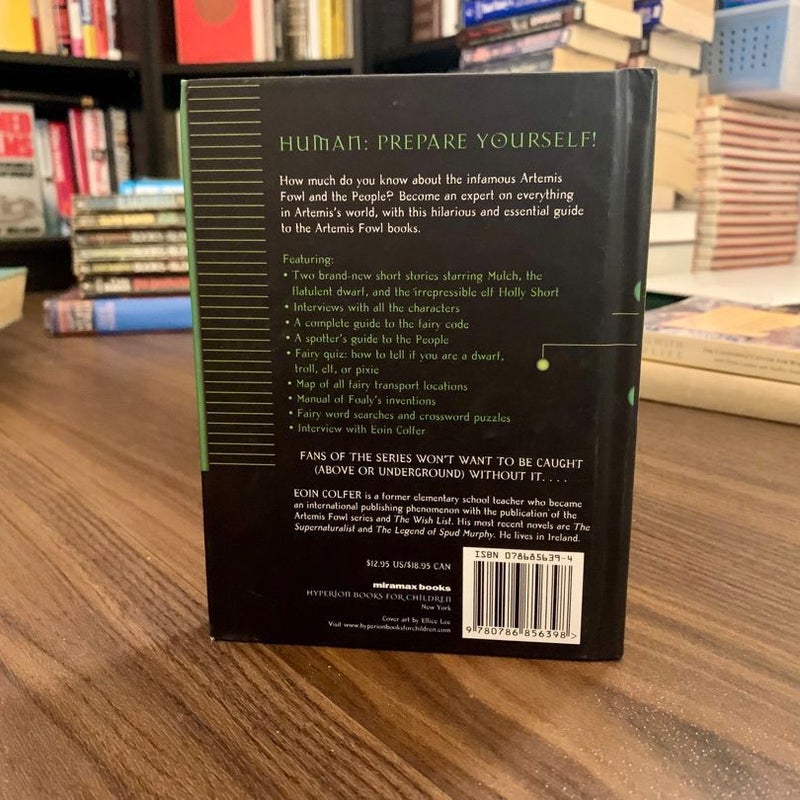 HUMAN: PREPARE YOURSELF!
How much do you know about the infamous Artemis
Fowl and the People? Become an expert on everything
in Artemis's world, with this hilarious and essential guide
to the Artemis Fowl books.
Featuring:
• Two brand-new short stories starring Mulch, the
flatulent dwarf, and the irrepressible elf Holly Short
• Interviews with all the characters
• A complete guide to the fairy code
• A spotter's guide to the People
• Fairy quiz: how to tell if you are a dwarf,
troll, elf, or pixie
• Map of all fairy transport locations
• Manual of Foaly's inventions
• Fairy word searches and crossword puzzles
• Interview with Eoin Colfer
FANS OF THE SERIES WON'T WANT TO BE CAUGHT
(ABOVE OR UNDERGROUND) WITHOUT IT. . . .
EOIN COLFER is a former elementary school teacher who became
an international publishing phenomenon with the publication of the
Artemis Fowl series and The Wish List. His most recent novels are The
Supernaturalist and The Legend of Spud Murphy. He lives in Ireland.
$12.95 US/$18.95 CAN
miramax books
HYPERION BOOKS FOR CHILDREN
New York
Cover art by Ellice Lee
Visit www.hyperionbooksforchildren.com
ISBN 078685639-4
9 780786 856398 >